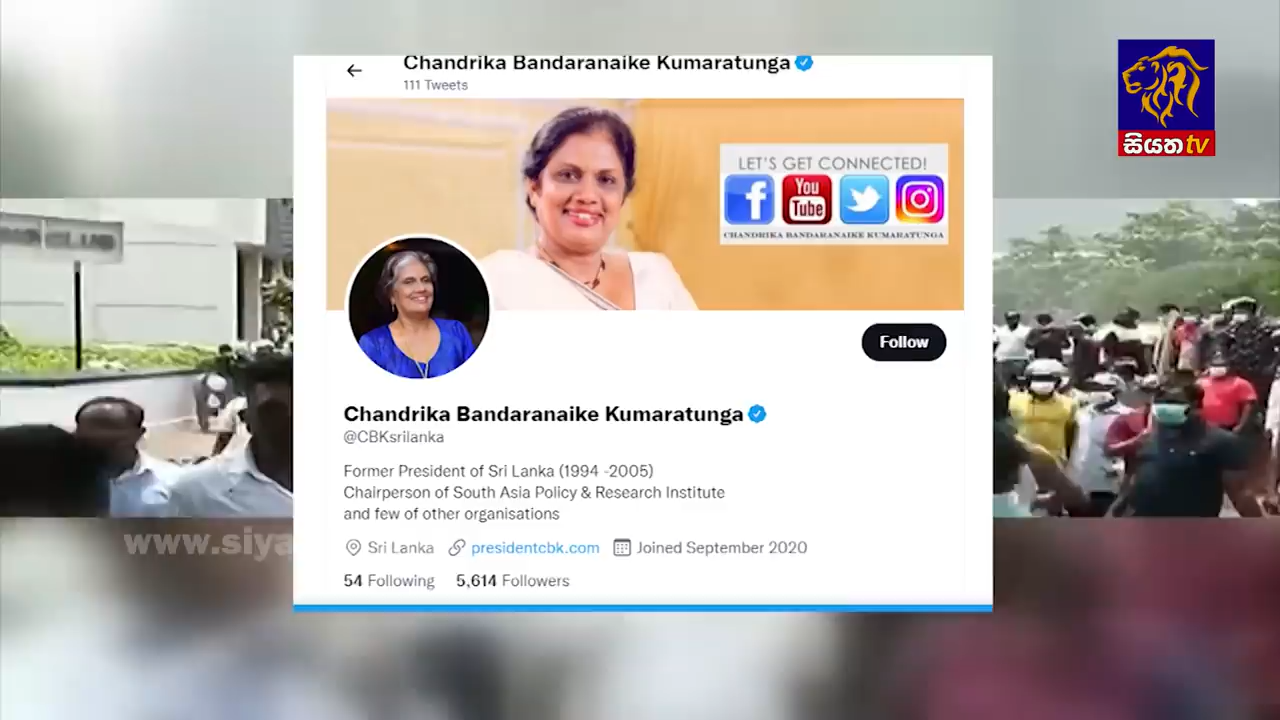 Chandrika Bandaranaike Kumaratunga
111 Tweets
LET'S GET CONNECTED!
f
You
Tube
CHANDRIKA BANDARANAIKE KUMARATUNGA
සියත tv
Follow
Chandrika Bandaranaike Kumaratunga
@CBKsrilanka
Former President of Sri Lanka (1994 -2005)
Chairperson of South Asia Policy & Research Institute
and few of other organisations
Sri Lanka presidentcbk.com Joined September 2020
www.siya
54 Following 5,614 Followers